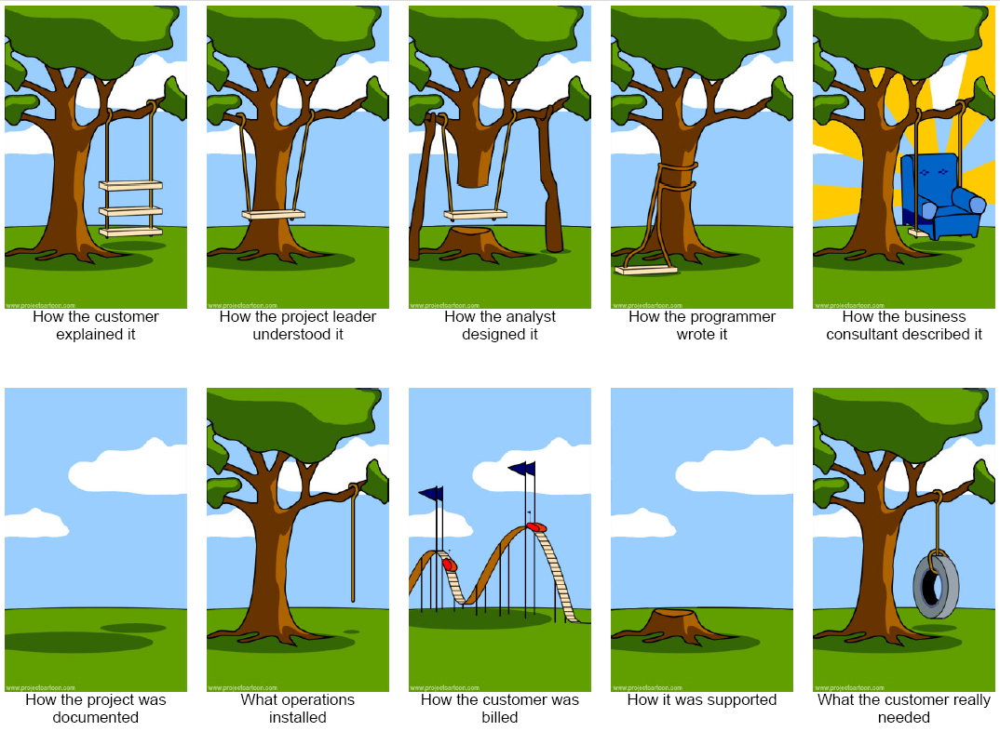 www.projectcartoon.com
www.projectcartoon.com
www.projectcartoon.com
www.projectcartoon.com
www.projectcartoon.com
How the customer
explained it
How the project leader
understood it
How the analyst
designed it
How the programmer
wrote it
How the business
consultant described it
www.projectcartoon.com
www.projectcartoon.com
www.projectcartoon.com
www.projectcartoon.com
www.projectcartoon.com
How the project was
documented
What operations
installed
How the customer was
billed
How it was supported
What the customer really
needed